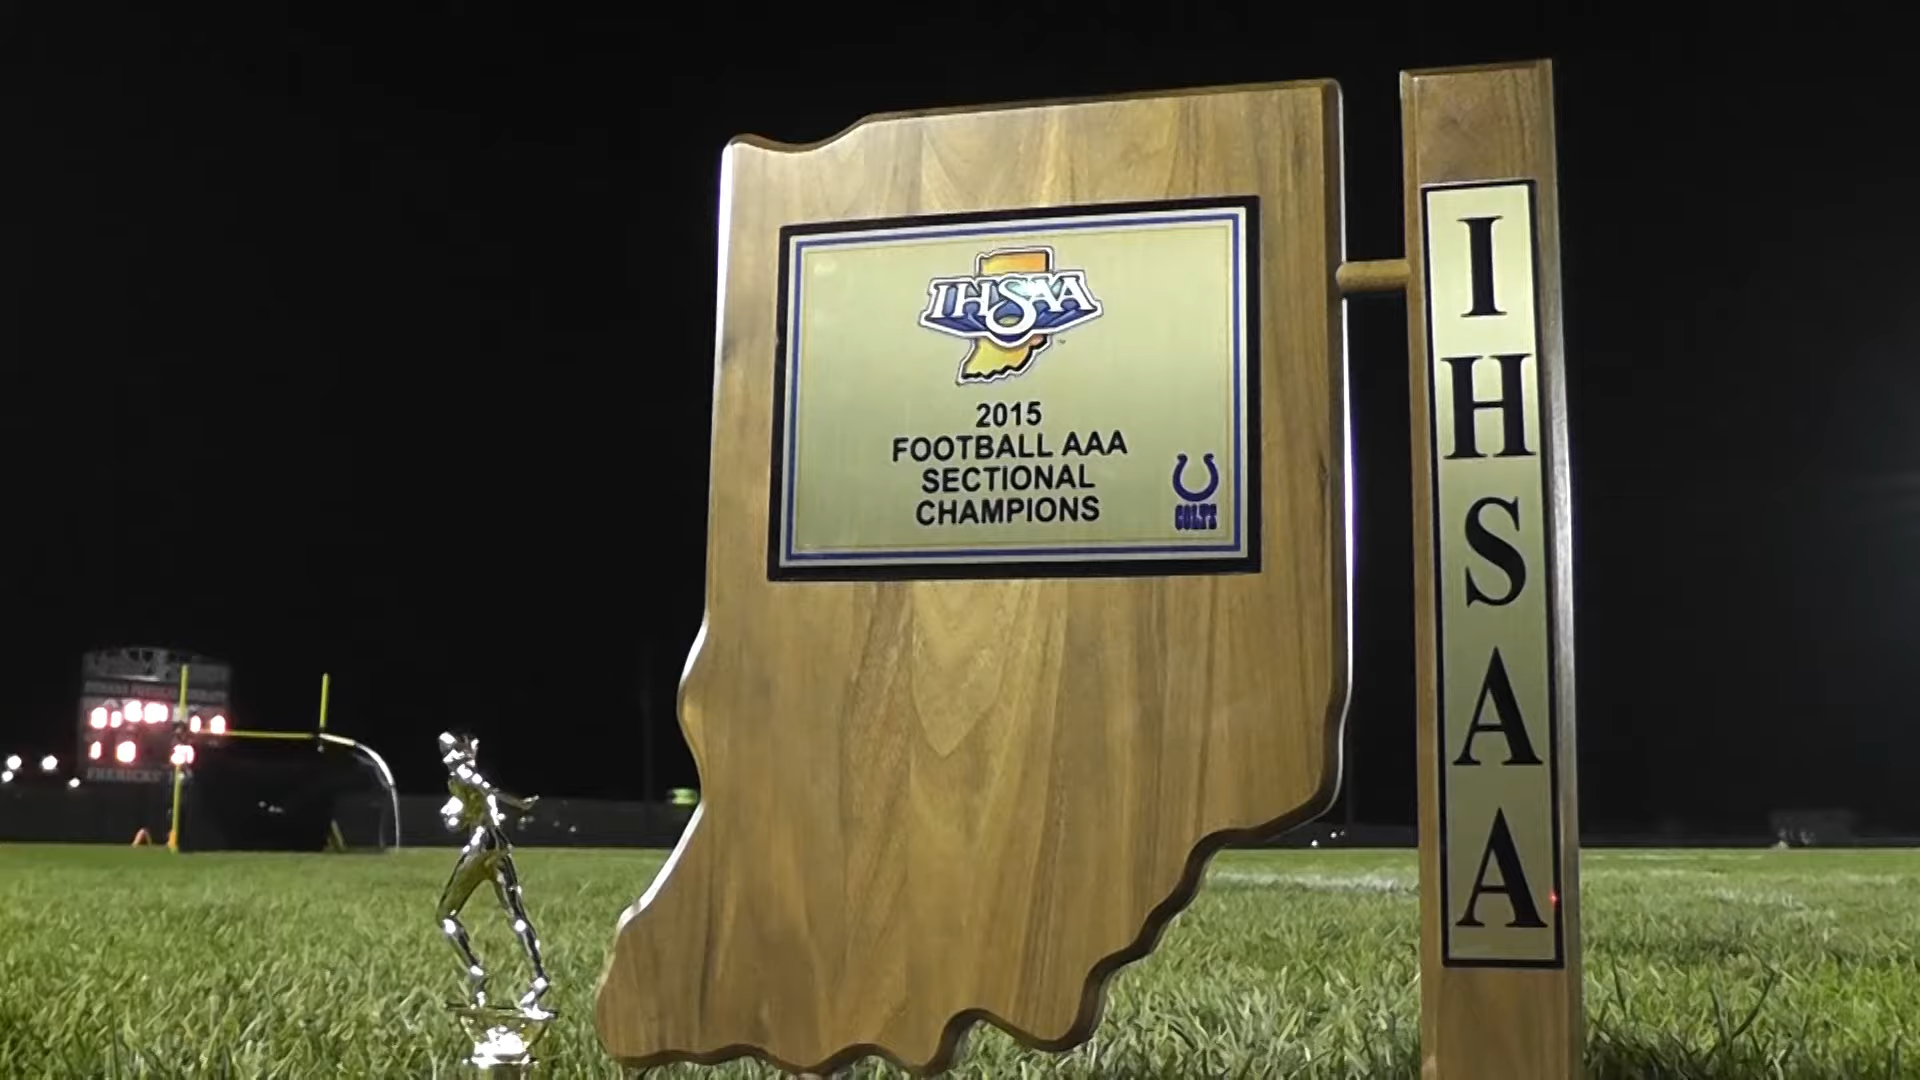 IHSAA
2015
FOOTBALL AAA
SECTIONAL
CHAMPIONS
COLTS
I
H
S
A
A